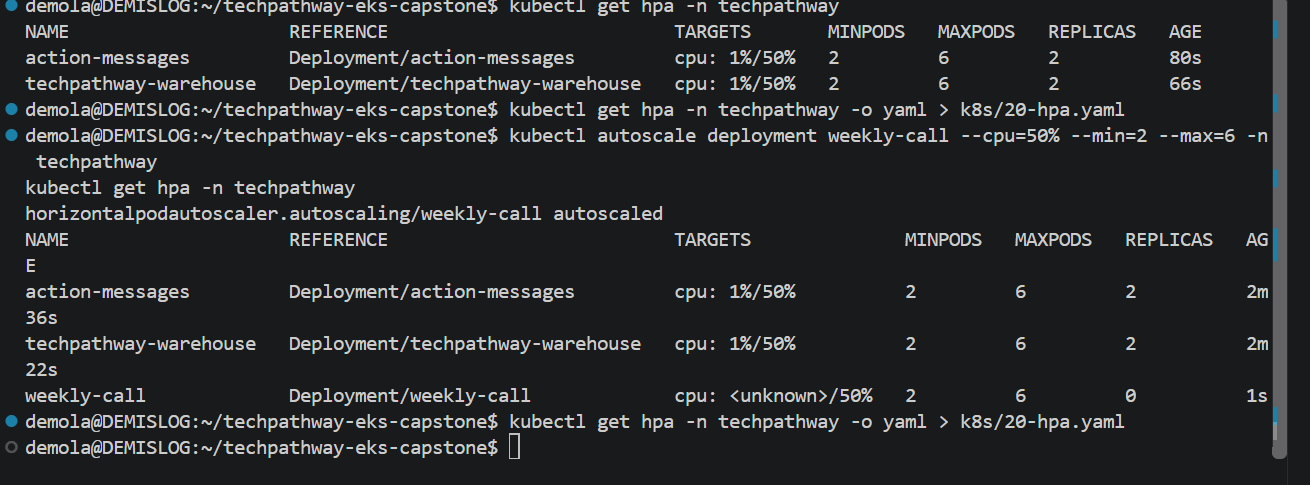 demola@DEMISLOG:~/techpathway-eks-capstone$ kubectl get hpa -n techpathway
NAME REFERENCE TARGETS MINPODS MAXPODS REPLICAS AGE
action-messages Deployment/action-messages cpu: 1%/50% 2 6 2 80s
techpathway-warehouse Deployment/techpathway-warehouse cpu: 1%/50% 2 6 2 66s
demola@DEMISLOG:~/techpathway-eks-capstone$ kubectl get hpa -n techpathway -o yaml > k8s/20-hpa.yaml
demola@DEMISLOG:~/techpathway-eks-capstone$ kubectl autoscale deployment weekly-call --cpu=50% --min=2 --max=6 -n
techpathway
kubectl get hpa -n techpathway
horizontalpodautoscaler.autoscaling/weekly-call autoscaled
NAME REFERENCE TARGETS MINPODS MAXPODS REPLICAS AG
E
action-messages Deployment/action-messages cpu: 1%/50% 2 6 2 2m
36s
techpathway-warehouse Deployment/techpathway-warehouse cpu: 1%/50% 2 6 2 2m
22s
weekly-call Deployment/weekly-call cpu: <unknown>/50% 2 6 0 1s
demola@DEMISLOG:~/techpathway-eks-capstone$ kubectl get hpa -n techpathway -o yaml > k8s/20-hpa.yaml
demola@DEMISLOG:~/techpathway-eks-capstone$